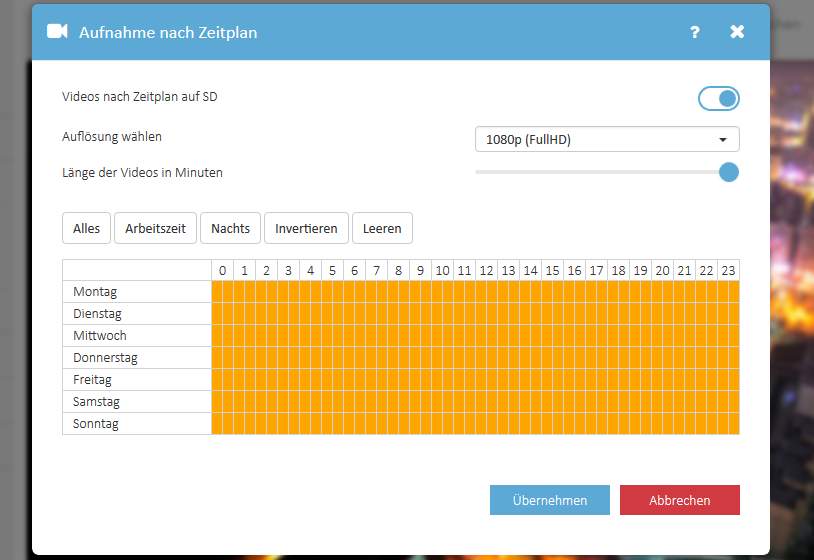 Aufnahme nach Zeitplan ?
Videos nach Zeitplan auf SD
Auflösung wählen 1080p (FullHD)
Länge der Videos in Minuten
Alles Arbeitszeit Nachts Invertieren Leeren
0 1 2 3 4 5 6 7 8 9 10 11 12 13 14 15 16 17 18 19 20 21 22 23
Montag
Dienstag
Mittwoch
Donnerstag
Freitag
Samstag
Sonntag
Übernehmen Abbrechen